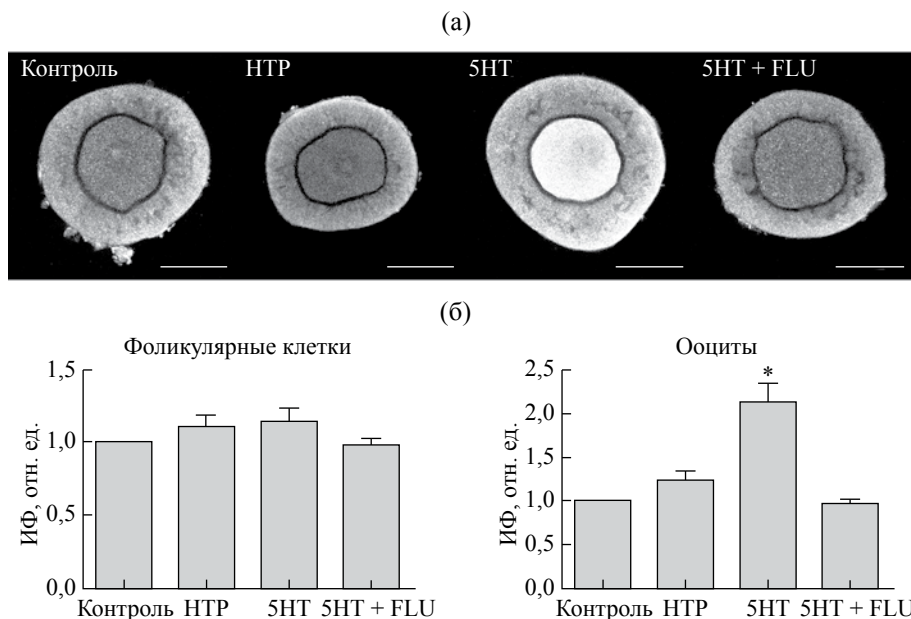 (а)
Контроль HTP 5HT 5HT + FLU
(б)
Фоликулярные клетки
ИФ, отн. ед.
1,5
1,0
0,5
0,0
Контроль HTP 5HT 5HT + FLU
Ооциты
ИФ, отн. ед.
2,5
2,0
1,5
1,0
0,5
0,0
*
Контроль HTP 5HT 5HT + FLU